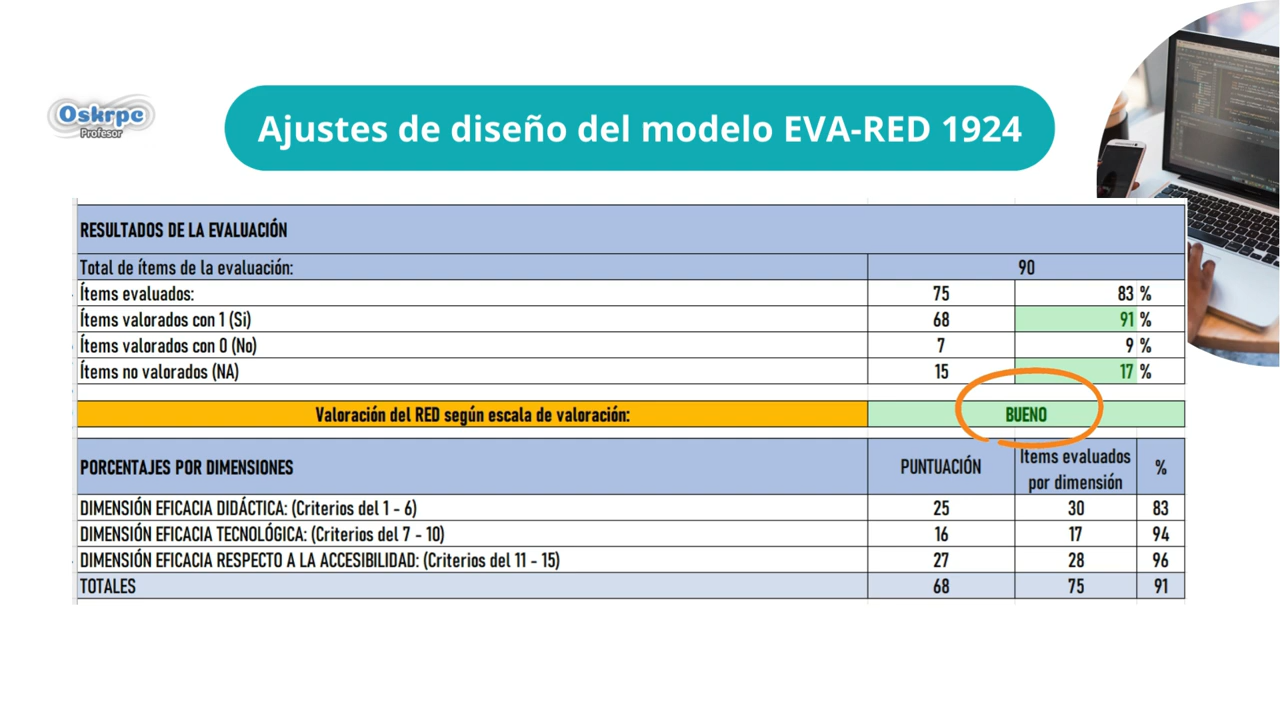 Oskrpc
Profesor
Ajustes de diseño del modelo EVA-RED 1924
RESULTADOS DE LA EVALUACIÓN
Total de ítems de la evaluación: 90
Ítems evaluados: 75 83 %
Ítems valorados con 1 (Si) 68 91 %
Ítems valorados con 0 (No) 7 9 %
Ítems no valorados (NA) 15 17 %
Valoración del RED según escala de valoración: BUENO
PORCENTAJES POR DIMENSIONES PUNTUACIÓN Ítems evaluados por dimensión %
DIMENSIÓN EFICACIA DIDÁCTICA: (Criterios del 1 - 6) 25 30 83
DIMENSIÓN EFICACIA TECNOLÓGICA: (Criterios del 7 - 10) 16 17 94
DIMENSIÓN EFICACIA RESPECTO A LA ACCESIBILIDAD: (Criterios del 11 - 15) 27 28 96
TOTALES 68 75 91